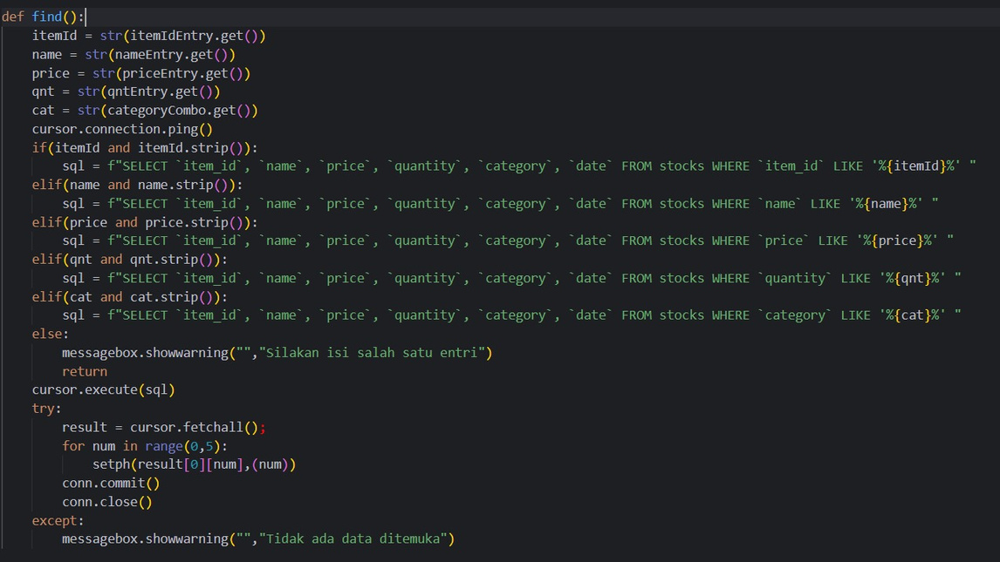 def find():
    itemId = str(itemIdEntry.get())
    name = str(nameEntry.get())
    price = str(priceEntry.get())
    qnt = str(qntEntry.get())
    cat = str(categoryCombo.get())
    cursor.connection.ping()
    if(itemId and itemId.strip()):
        sql = f"SELECT `item_id`, `name`, `price`, `quantity`, `category`, `date` FROM stocks WHERE `item_id` LIKE '%{itemId}%' "
    elif(name and name.strip()):
        sql = f"SELECT `item_id`, `name`, `price`, `quantity`, `category`, `date` FROM stocks WHERE `name` LIKE '%{name}%' "
    elif(price and price.strip()):
        sql = f"SELECT `item_id`, `name`, `price`, `quantity`, `category`, `date` FROM stocks WHERE `price` LIKE '%{price}%' "
    elif(qnt and qnt.strip()):
        sql = f"SELECT `item_id`, `name`, `price`, `quantity`, `category`, `date` FROM stocks WHERE `quantity` LIKE '%{qnt}%' "
    elif(cat and cat.strip()):
        sql = f"SELECT `item_id`, `name`, `price`, `quantity`, `category`, `date` FROM stocks WHERE `category` LIKE '%{cat}%' "
    else:
        messagebox.showwarning("","Silakan isi salah satu entri")
        return
    cursor.execute(sql)
    try:
        result = cursor.fetchall();
        for num in range(0,5):
            setph(result[0][num],(num))
        conn.commit()
        conn.close()
    except:
        messagebox.showwarning("","Tidak ada data ditemuka")